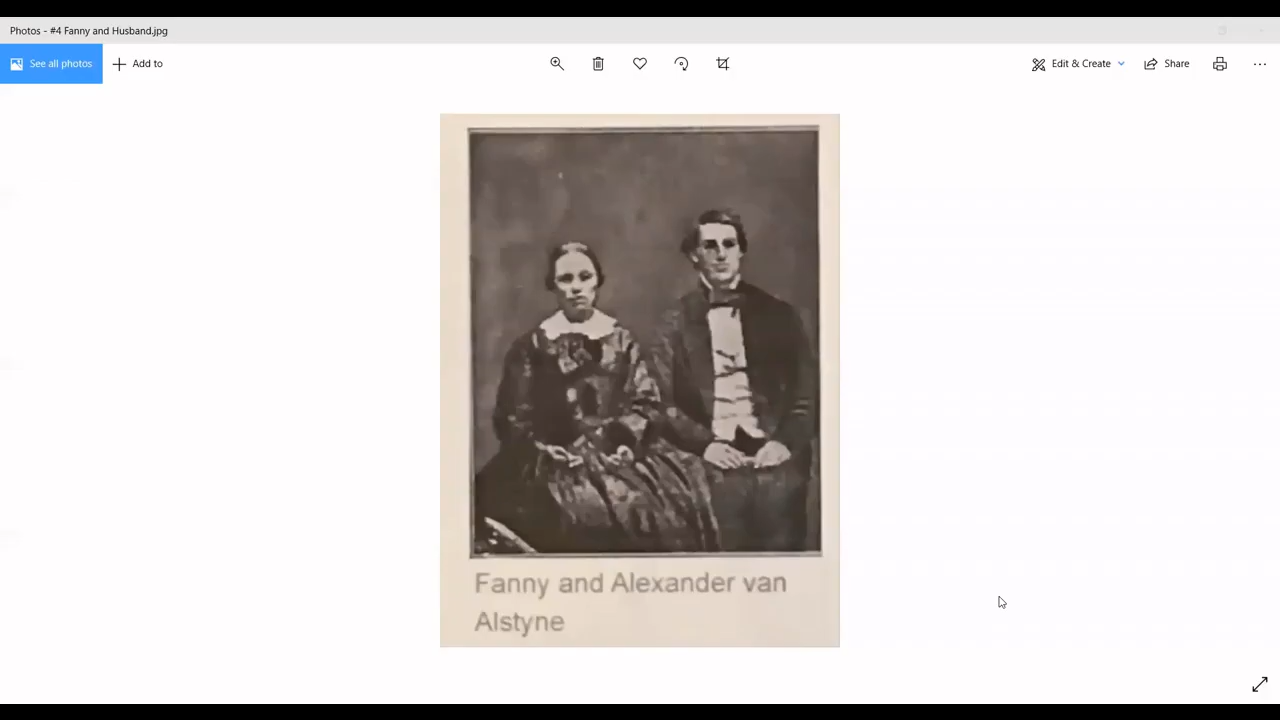 Photos - #4 Fanny and Husband.jpg
See all photos
Add to
Edit & Create
Share
Fanny and Alexander van
Alstyne